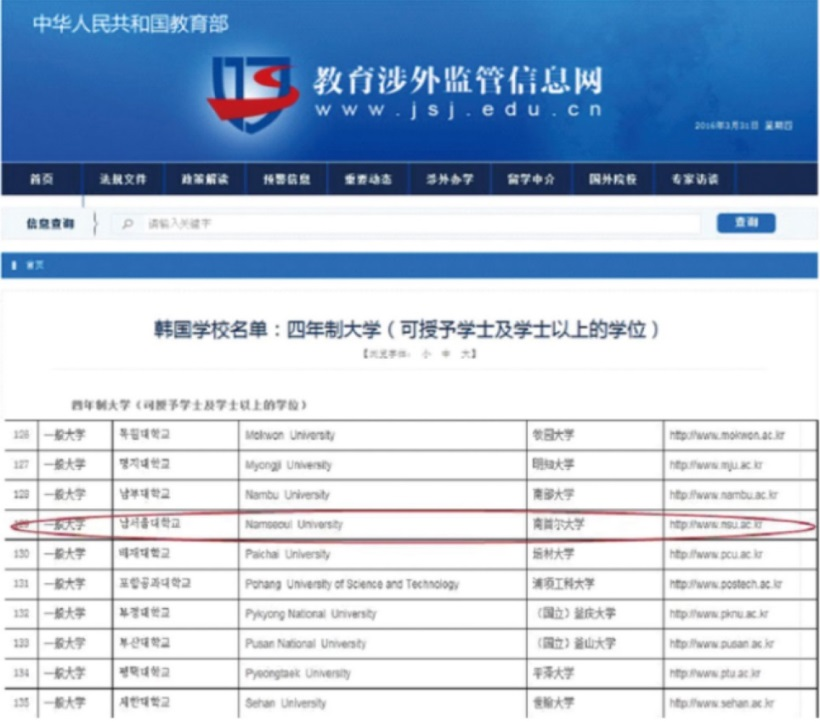 中华人民共和国教育部
教育涉外监管信息网
www.jsj.edu.cn
2016年3月31日 星期四
首页 法规文件 政策解读 预警信息 重要动态 涉外办学 留学中介 国外院校 专家访谈
信息查询 请输入关键字 查询
首页
韩国学校名单：四年制大学（可授予学士及学士以上的学位）
小 中 大】
四年制大学（可授予学士及学士以上的学位）
126 一般大学 목원대학교 Mokwon University 牧园大学 http://www.mokwon.ac.kr
127 一般大学 명지대학교 Myongji University 明知大学 http://www.mju.ac.kr
128 一般大学 남부대학교 Nambu University 南部大学 http://www.nambu.ac.kr
一般大学 남서울대학교 Namseoul University 南首尔大学 http://www.nsu.ac.kr
130 一般大学 배재대학교 Paichai University 培材大学 http://www.pcu.ac.kr
131 一般大学 포항공과대학교 Pohang University of Science and Technology 浦项工科大学 http://www.postech.ac.kr
132 一般大学 부경대학교 Pykyong National University （国立）釜庆大学 http://www.pknu.ac.kr
133 一般大学 부산대학교 Pusan National University （国立）釜山大学 http://www.pusan.ac.kr
134 一般大学 평택대학교 Pyeongtaek University 平泽大学 http://www.ptu.ac.kr
135 一般大学 세한대학교 Sehan University 世翰大学 http://www.sehan.ac.kr